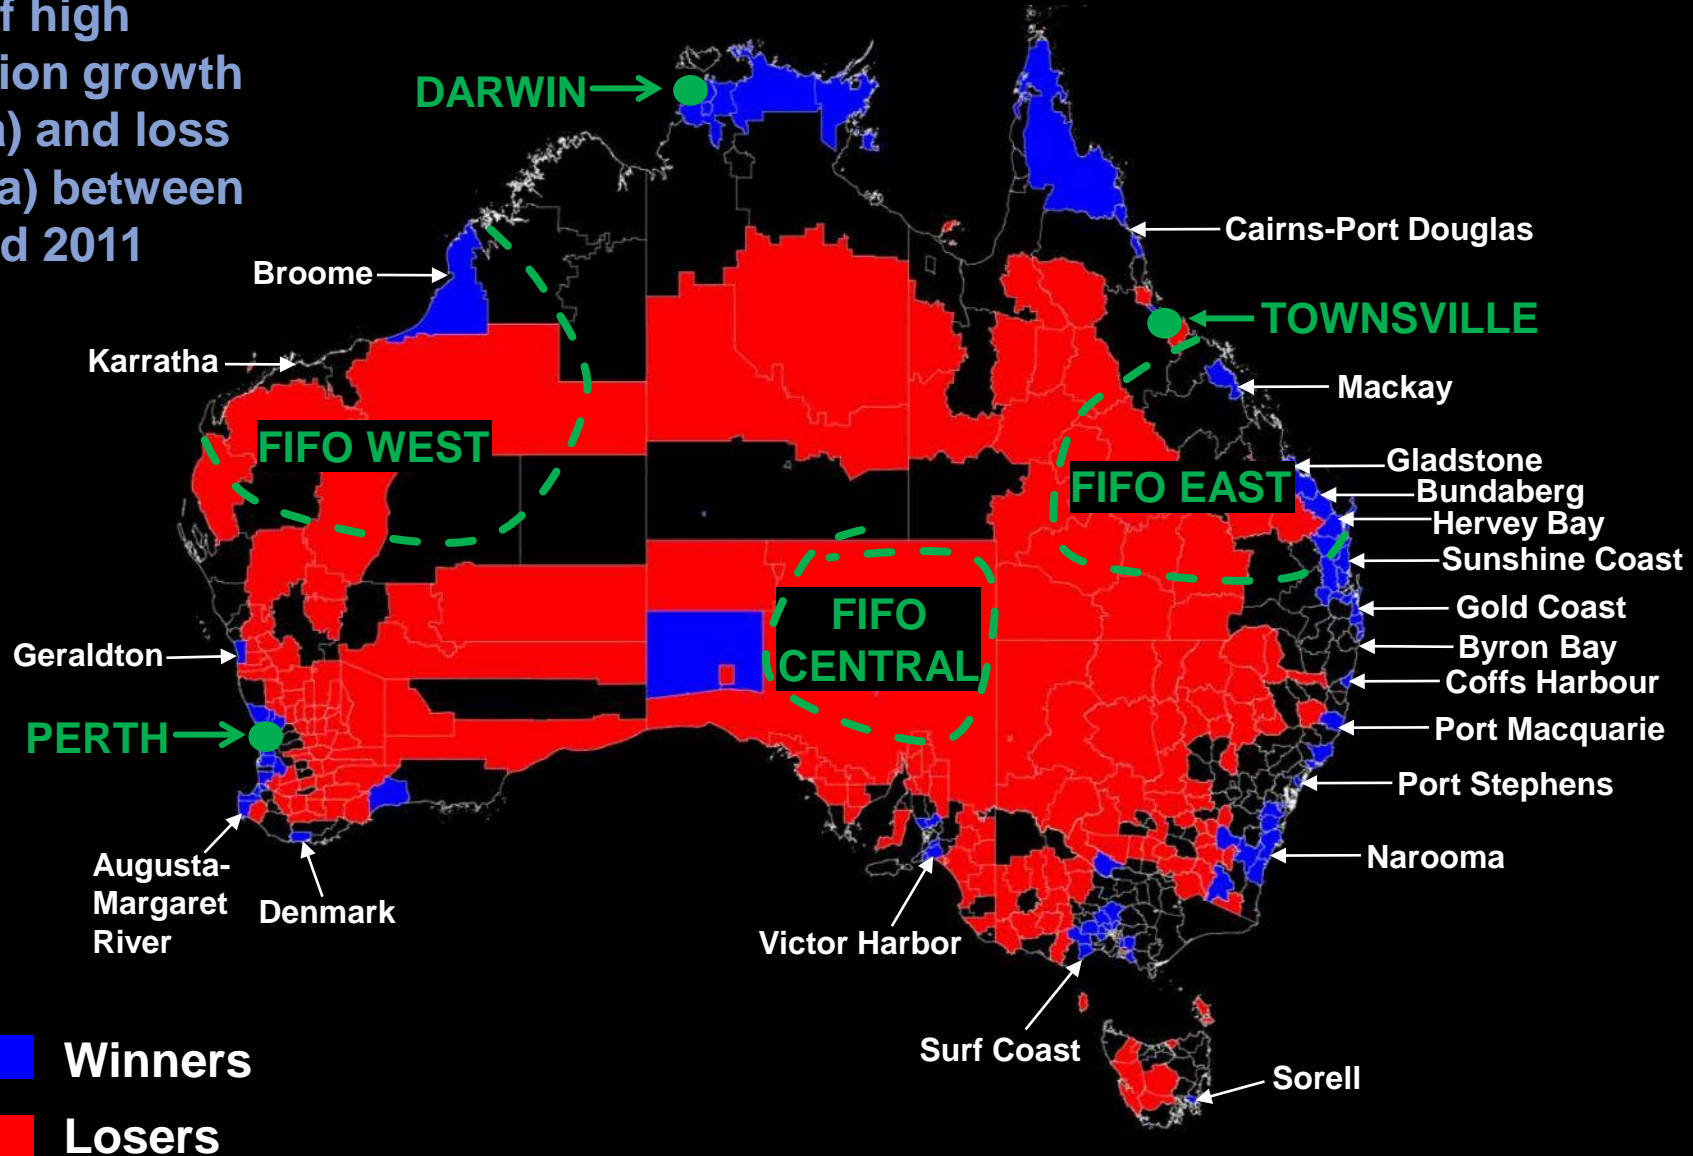 f high
ion growth
a) and loss
a) between
d 2011
DARWIN
Cairns-Port Douglas
Broome
TOWNSVILLE
Karratha
Mackay
FIFO WEST
FIFO EAST
Gladstone
Bundaberg
Hervey Bay
Sunshine Coast
FIFO
CENTRAL
Gold Coast
Byron Bay
Geraldton
Coffs Harbour
PERTH
Port Macquarie
Port Stephens
Narooma
Augusta-
Margaret
River
Denmark
Victor Harbor
Surf Coast
Sorell
Winners
Losers